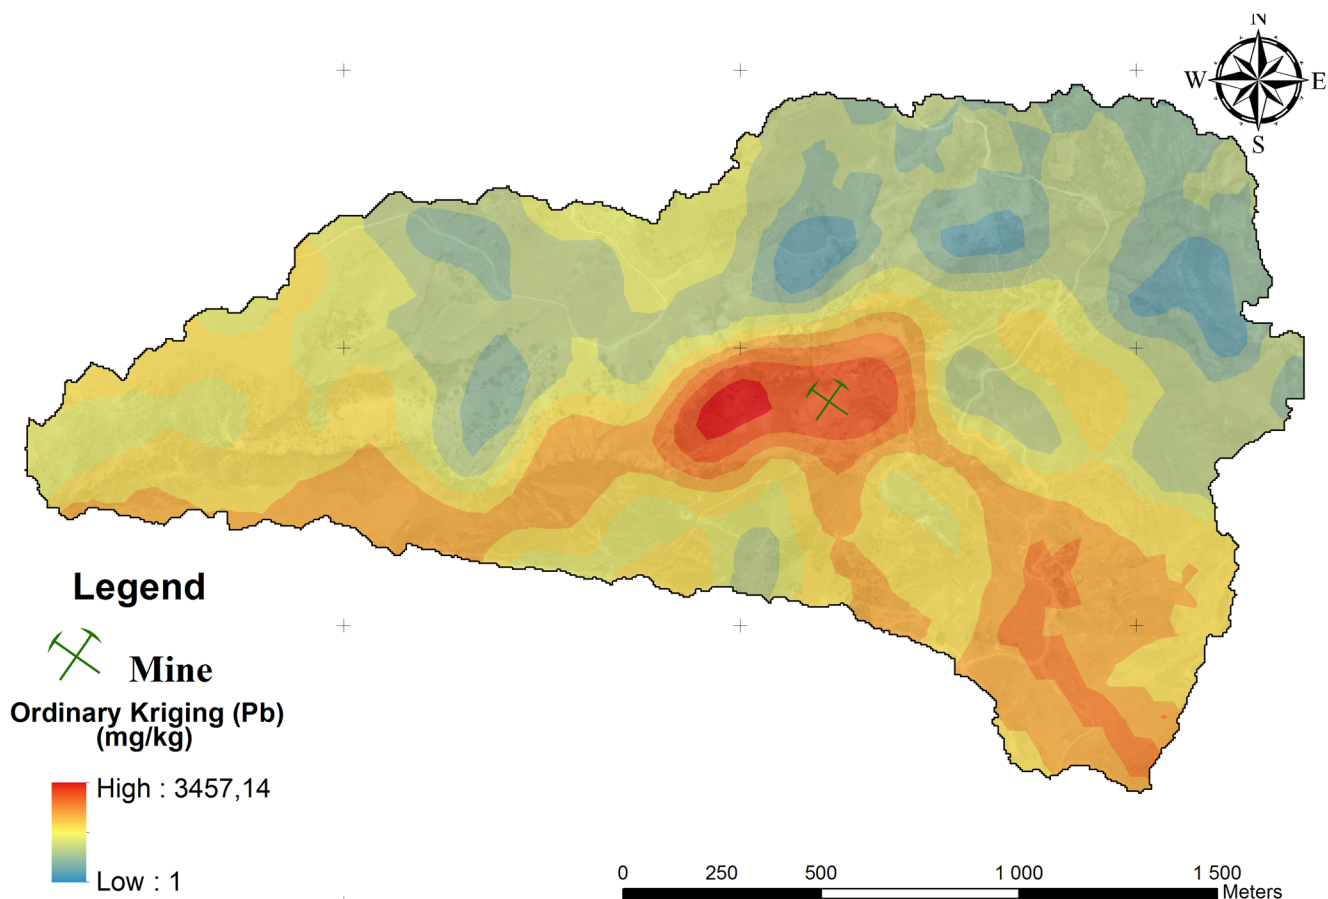 N
W E
S
Legend
Mine
Ordinary Kriging (Pb)
(mg/kg)
High : 3457,14
Low : 1
0 250 500 1 000 1 500
Meters